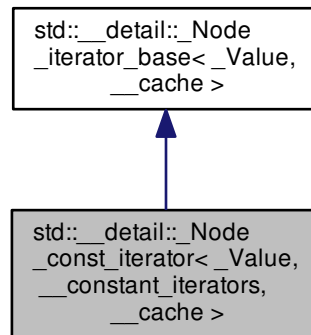 std::__detail::_Node
_iterator_base< _Value,
__cache >
std::__detail::_Node
_const_iterator< _Value,
__constant_iterators,
__cache >